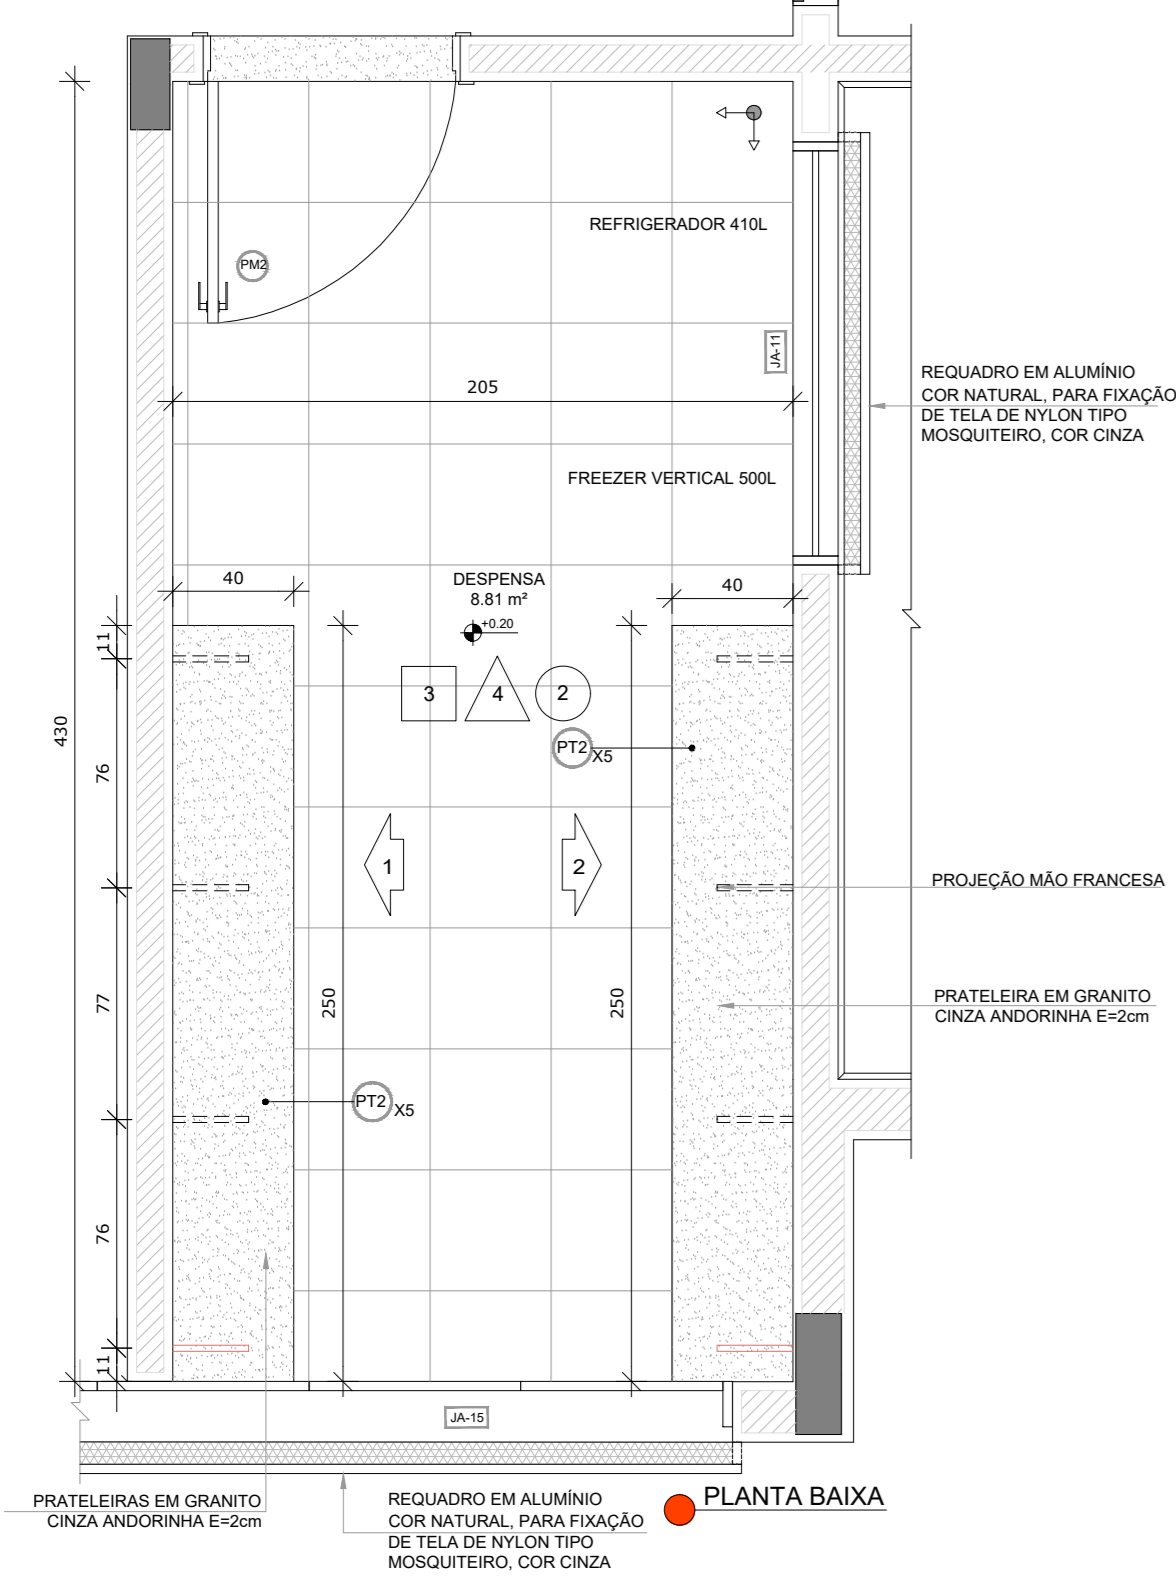 REFRIGERADOR 410L
PM2
JA-11
205
REQUADRO EM ALUMÍNIO
COR NATURAL, PARA FIXAÇÃO
DE TELA DE NYLON TIPO
MOSQUITEIRO, COR CINZA
FREEZER VERTICAL 500L
40
DESPENSA
8.81 m²
40
+0.20
11
3
4
2
430
PT2 X5
76
1
2
PROJEÇÃO MÃO FRANCESA
77
250
250
PRATELEIRA EM GRANITO
CINZA ANDORINHA E=2cm
PT2 X5
76
11
JA-15
PRATELEIRAS EM GRANITO
CINZA ANDORINHA E=2cm
REQUADRO EM ALUMÍNIO
COR NATURAL, PARA FIXAÇÃO
DE TELA DE NYLON TIPO
MOSQUITEIRO, COR CINZA
PLANTA BAIXA